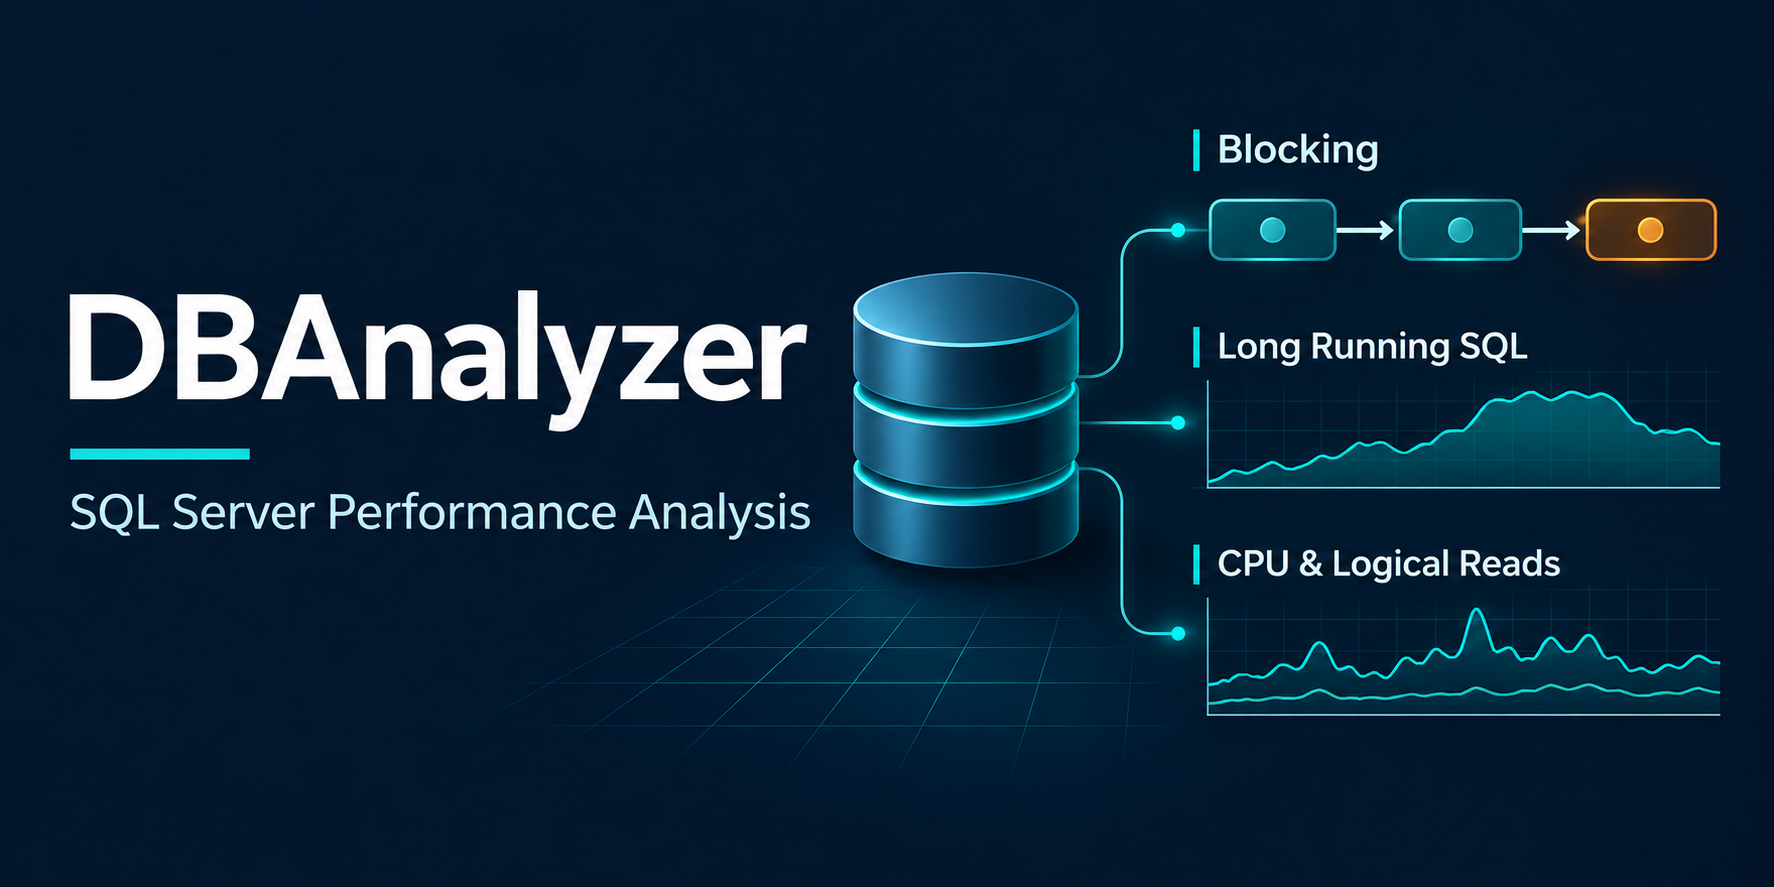 DBAnalyzer
SQL Server Performance Analysis
Blocking
Long Running SQL
CPU & Logical Reads